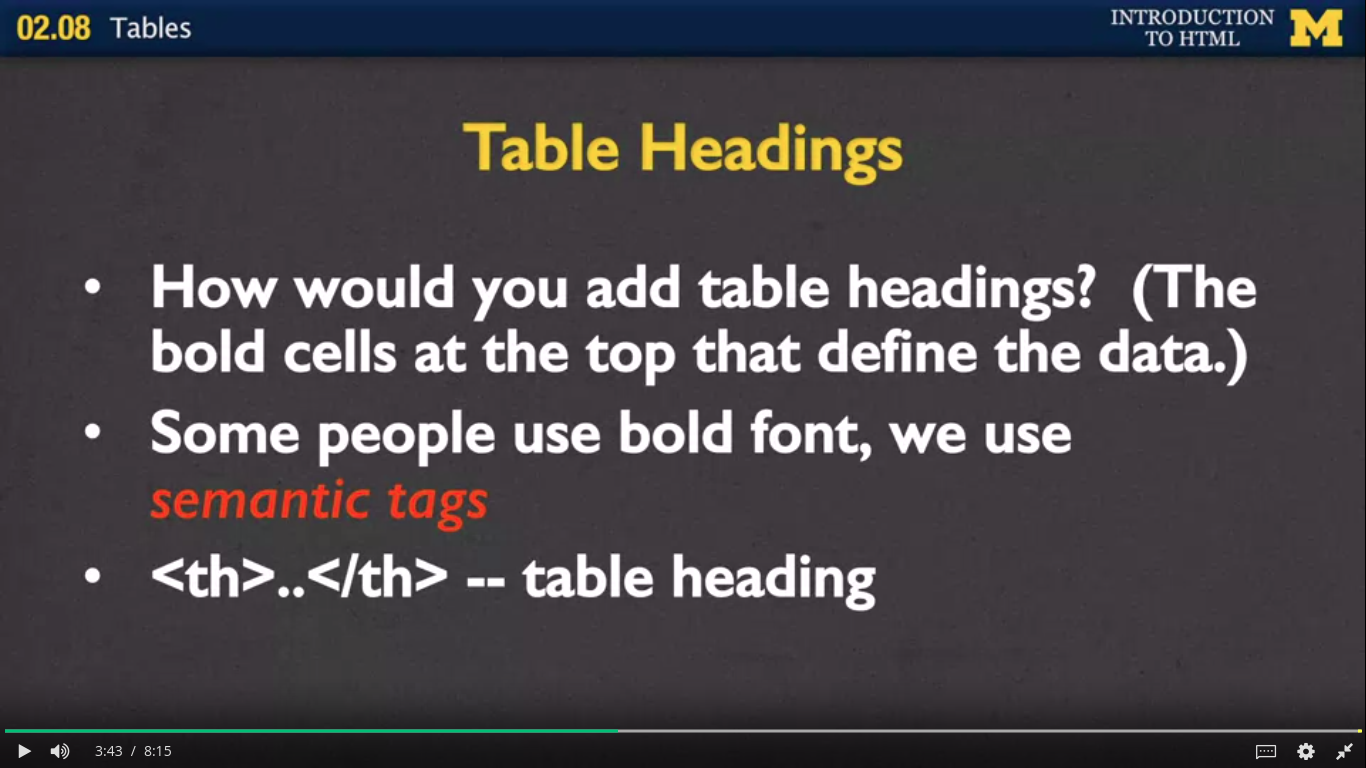 02.08 Tables
INTRODUCTION
TO HTML
M
Table Headings
• How would you add table headings? (The
bold cells at the top that define the data.)
• Some people use bold font, we use
semantic tags
• <th>..</th> -- table heading
3:43 / 8:15